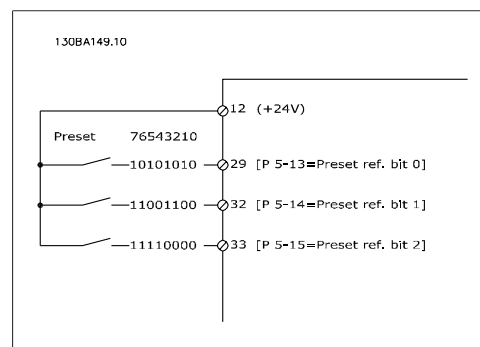 130BA149.10
12 (+24V)
Preset 76543210
10101010 29 [P 5-13=Preset ref. bit 0]
11001100 32 [P 5-14=Preset ref. bit 1]
11110000 33 [P 5-15=Preset ref. bit 2]